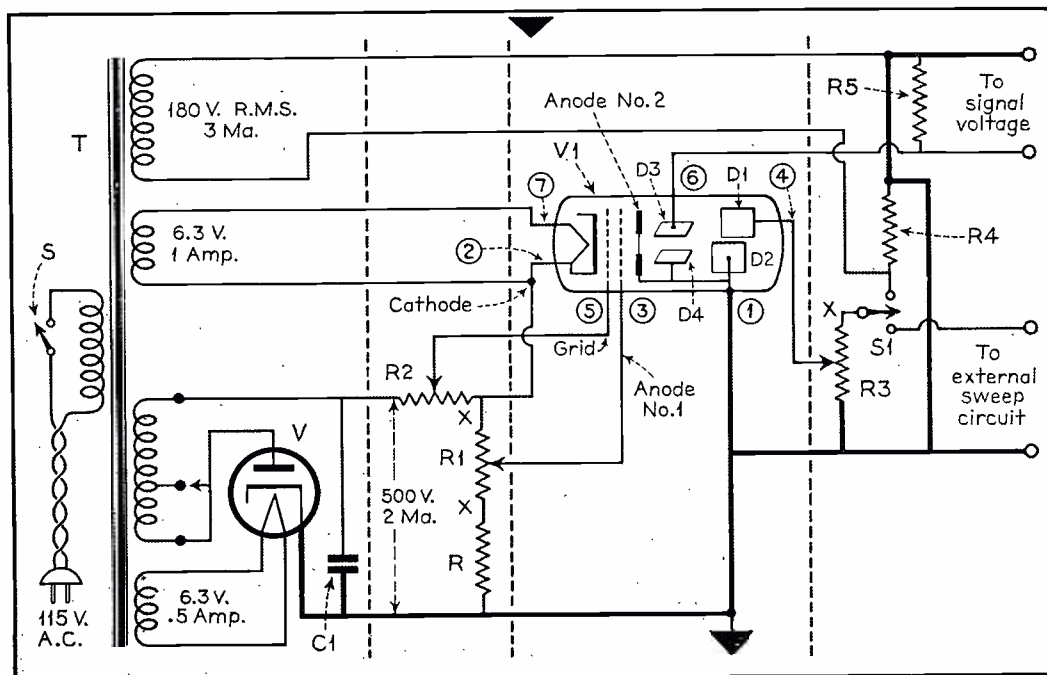 T
180 V. R.M.S.
3 Ma.
6.3 V.
1 Amp.
S
115 V.
A.C.
6.3 V.
.5 Amp.
V
C1
500 V.
2 Ma.
R2
X
R1
X
R
Cathode
Grid
Anode
No.1
Anode No.2
V1
D3
D1
D2
D4
7
2
5
3
6
4
1
R5
To
signal
voltage
R4
X
S1
R3
To
external
sweep
circuit